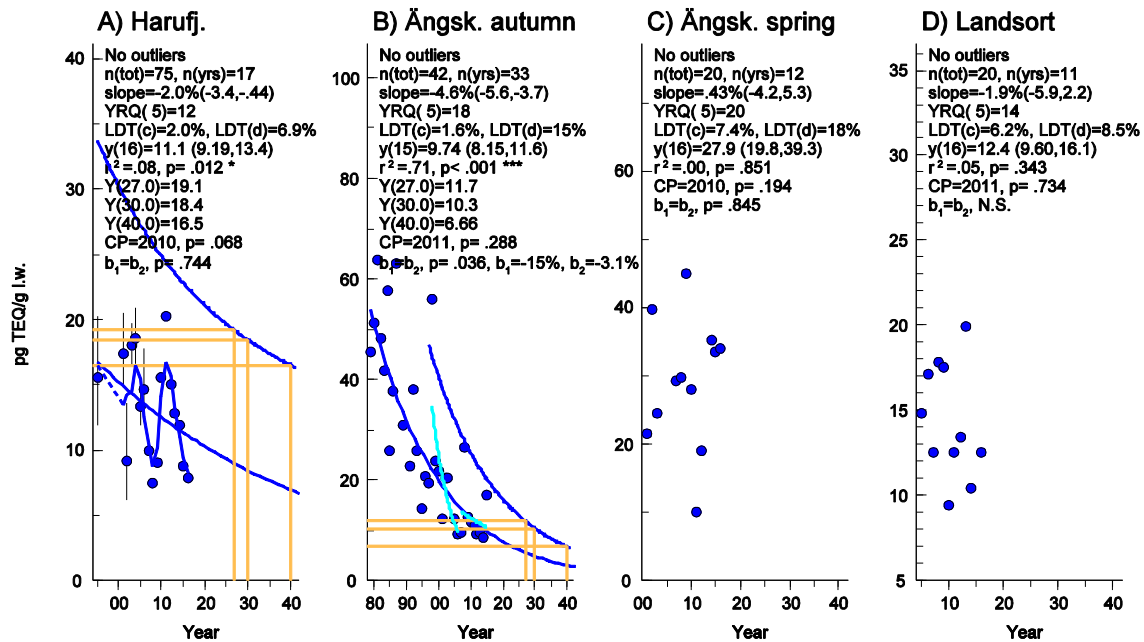 A) Harufj.
No outliers
n(tot)=75, n(yrs)=17
slope=-2.0%(-3.4,-.44)
YRQ( 5)=12
LDT(c)=2.0%, LDT(d)=6.9%
y(16)=11.1 (9.19,13.4)
r²=.08, p= .012 *
Y(27.0)=19.1
Y(30.0)=18.4
Y(40.0)=16.5
CP=2010, p= .068
b₁=b₂, p= .744
pg TEQ/g l.w.
40
30
20
10
0
00
10
20
30
40
Year
B) Ängsk. autumn
No outliers
n(tot)=42, n(yrs)=33
slope=-4.6%(-5.6,-3.7)
YRQ( 5)=18
LDT(c)=1.6%, LDT(d)=15%
y(15)=9.74 (8.15,11.6)
r²=.71, p< .001 ***
Y(27.0)=11.7
Y(30.0)=10.3
Y(40.0)=6.66
CP=2011, p= .288
b₁=b₂, p= .036, b₁=-15%, b₂=-3.1%
100
80
60
40
20
0
80
90
00
10
20
30
40
Year
C) Ängsk. spring
No outliers
n(tot)=20, n(yrs)=12
slope=.43%(-4.2,5.3)
YRQ( 5)=20
LDT(c)=7.4%, LDT(d)=18%
y(16)=27.9 (19.8,39.3)
r²=.00, p= .851
CP=2010, p= .194
b₁=b₂, p= .845
60
40
20
0
00
10
20
30
40
Year
D) Landsort
No outliers
n(tot)=20, n(yrs)=11
slope=-1.9%(-5.9,2.2)
YRQ( 5)=14
LDT(c)=6.2%, LDT(d)=8.5%
y(16)=12.4 (9.60,16.1)
r²=.05, p= .343
CP=2011, p= .734
b₁=b₂, N.S.
35
30
25
20
15
10
5
10
20
30
40
Year